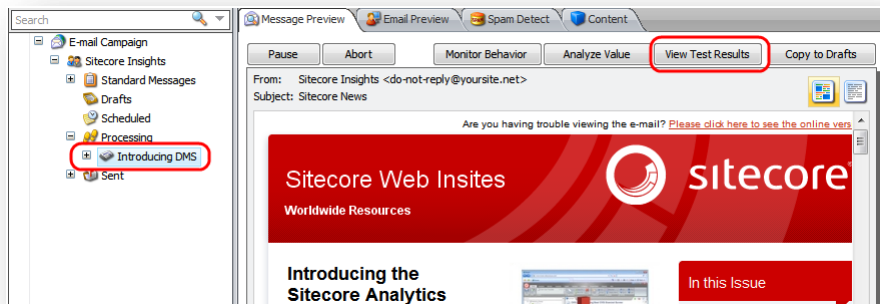 Search
E-mail Campaign
Sitecore Insights
Standard Messages
Drafts
Scheduled
Processing
Introducing DMS
Sent
Message Preview Email Preview Spam Detect Content
Pause Abort Monitor Behavior Analyze Value View Test Results Copy to Drafts
From: Sitecore Insights <do-not-reply@yoursite.net>
Subject: Sitecore News
Are you having trouble viewing the e-mail? Please click here to see the online vers
Sitecore Web Insites
sitecore
Worldwide Resources
Introducing the
Sitecore Analytics
In this Issue